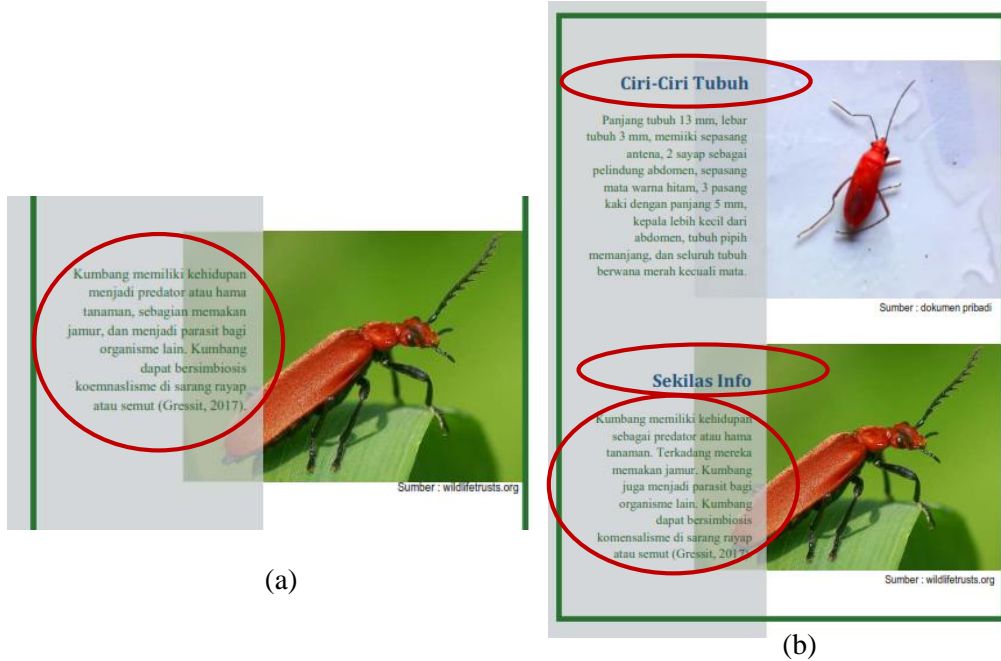 Kumbang memiliki kehidupan
menjadi predator atau hama
tanaman, sebagian memakan
jamur, dan menjadi parasit bagi
organisme lain. Kumbang
dapat bersimbiosis
koemnaslisme di sarang rayap
atau semut (Gressit, 2017).
Sumber : wildlifetrusts.org
(a)
Ciri-Ciri Tubuh
Panjang tubuh 13 mm, lebar
tubuh 3 mm, memiiki sepasang
antena, 2 sayap sebagai
pelindung abdomen, sepasang
mata warna hitam, 3 pasang
kaki dengan panjang 5 mm,
kepala lebih kecil dari
abdomen, tubuh pipih
memanjang, dan seluruh tubuh
berwana merah kecuali mata.
Sumber : dokumen pribadi
Sekilas Info
Kumbang memiliki kehidupan
sebagai predator atau hama
tanaman. Terkadang mereka
memakan jamur. Kumbang
juga menjadi parasit bagi
organisme lain. Kumbang
dapat bersimbiosis
komensalisme di sarang rayap
atau semut (Gressit, 2017)
Sumber : wildlifetrusts.org
(b)